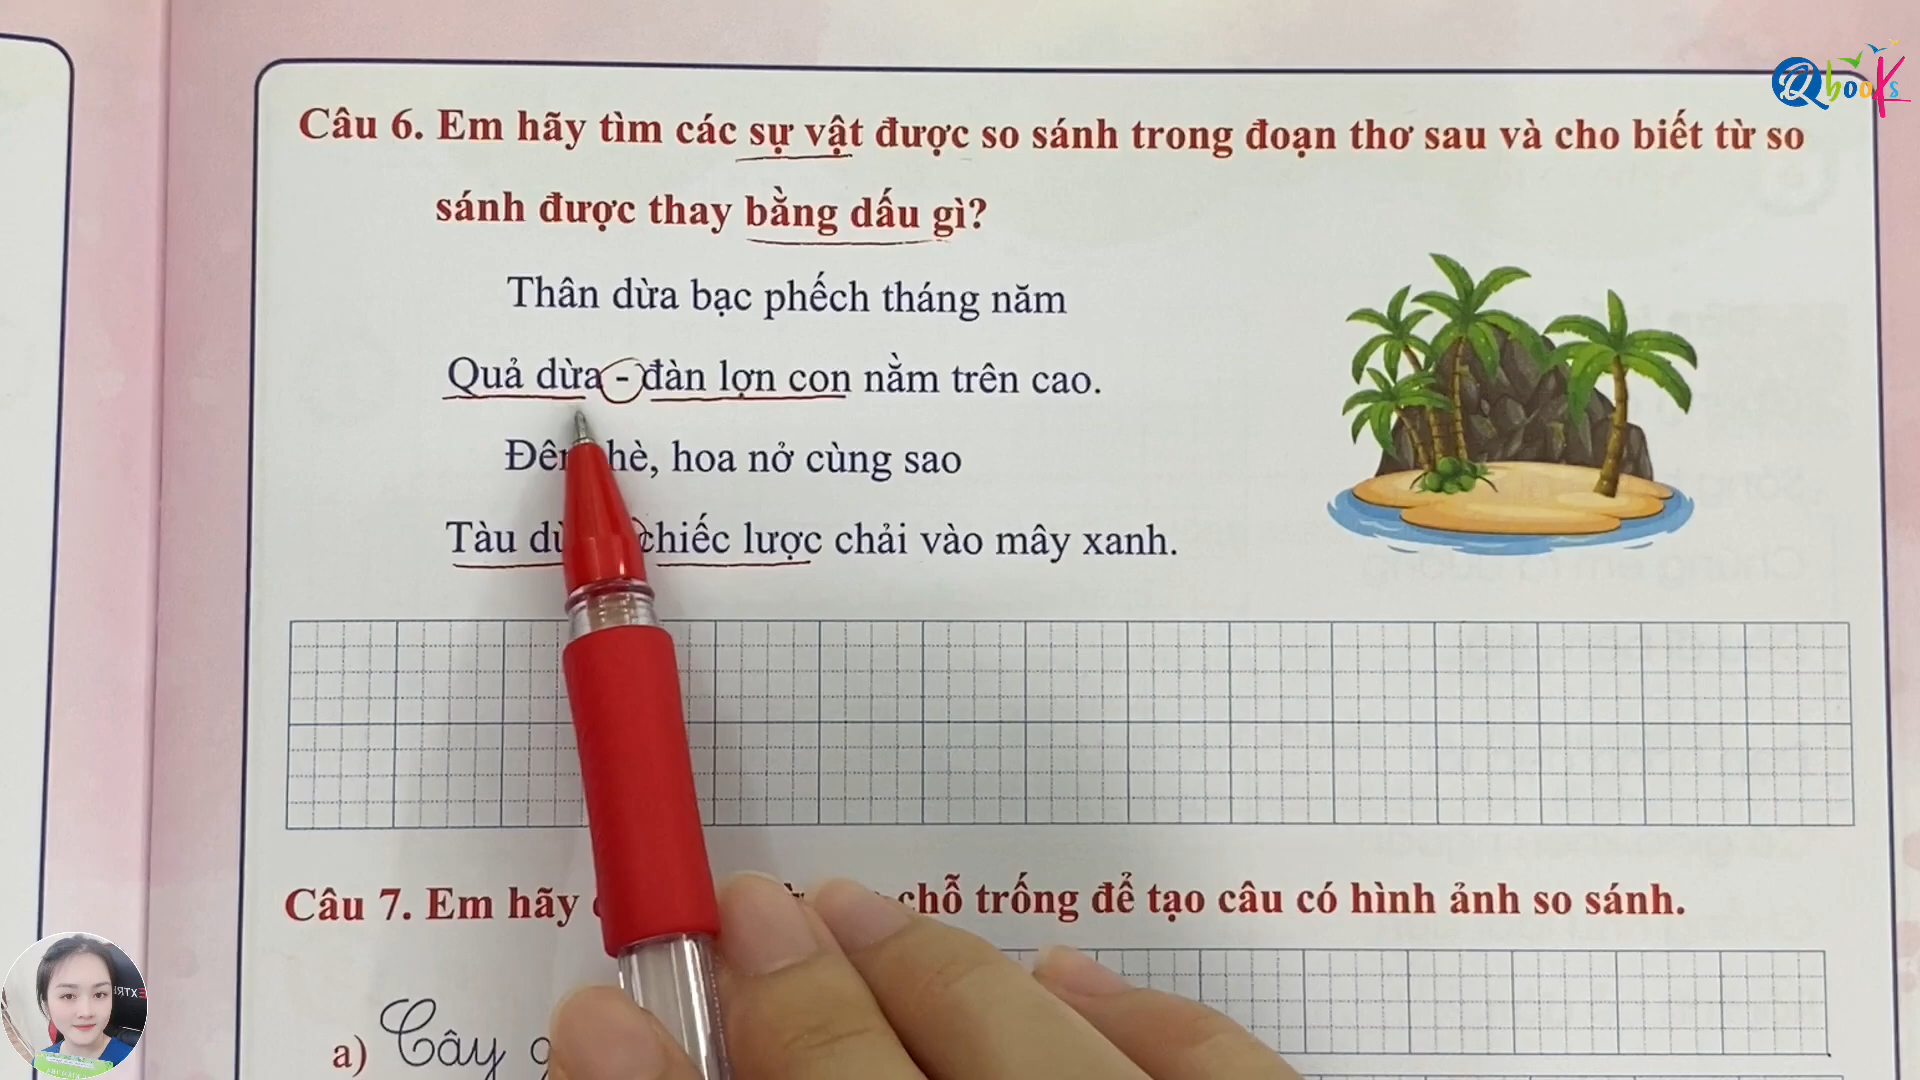 Qbooks
Câu 6. Em hãy tìm các sự vật được so sánh trong đoạn thơ sau và cho biết từ so
sánh được thay bằng dấu gì?
Thân dừa bạc phếch tháng năm
Quả dừa - đàn lợn con nằm trên cao.
hè, hoa nở cùng sao
Tàu chiếc lược chải vào mây xanh.
Câu 7. Em hãy chỗ trống để tạo câu có hình ảnh so sánh.
a) Cây